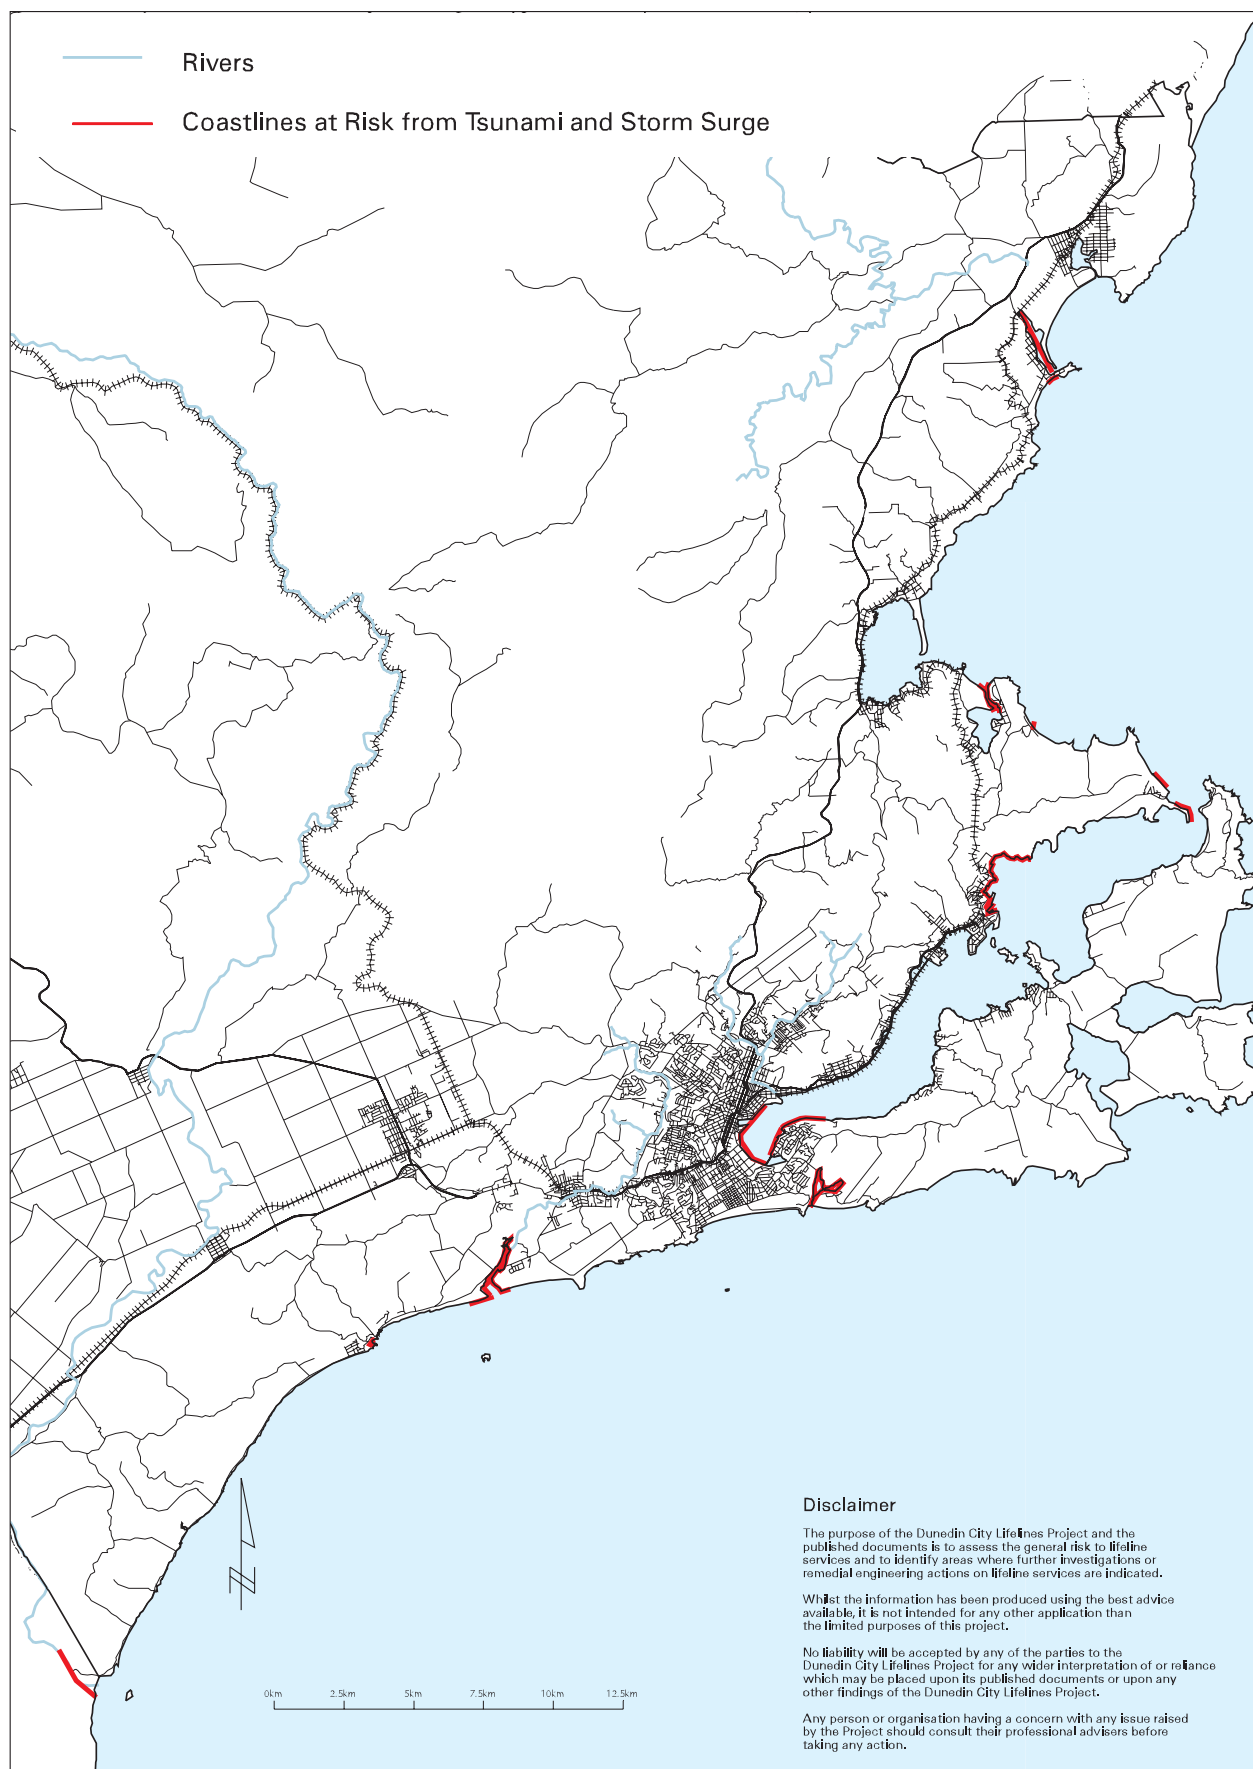 Rivers
Coastlines at Risk from Tsunami and Storm Surge
Disclaimer
The purpose of the Dunedin City Lifelines Project and the
published documents is to assess the general risk to lifeline
services and to identify areas where further investigations or
remedial engineering actions on lifeline services are indicated.
Whilst the information has been produced using the best advice
available, it is not intended for any other application than
the limited purposes of this project.
No liability will be accepted by any of the parties to the
Dunedin City Lifelines Project for any wider interpretation of or reliance
which may be placed upon its published documents or upon any
other findings of the Dunedin City Lifelines Project.
Any person or organisation having a concern with any issue raised
by the Project should consult their professional advisers before
taking any action.
0km 2.5km 5km 7.5km 10km 12.5km
N